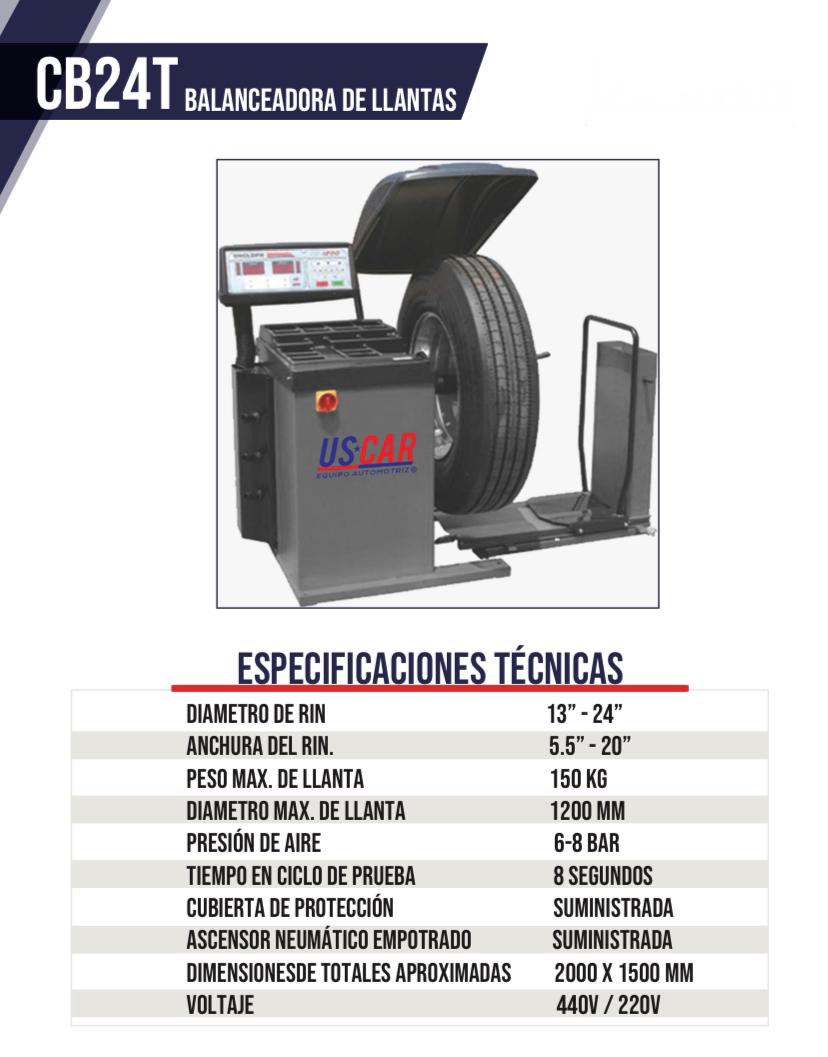 CB24T BALANCEADORA DE LLANTAS
US★CAR
EQUIPO AUTOMOTRIZ®
ESPECIFICACIONES TÉCNICAS
DIAMETRO DE RIN 13” - 24”
ANCHURA DEL RIN. 5.5” - 20”
PESO MAX. DE LLANTA 150 KG
DIAMETRO MAX. DE LLANTA 1200 MM
PRESIÓN DE AIRE 6-8 BAR
TIEMPO EN CICLO DE PRUEBA 8 SEGUNDOS
CUBIERTA DE PROTECCIÓN SUMINISTRADA
ASCENSOR NEUMÁTICO EMPOTRADO SUMINISTRADA
DIMENSIONESDE TOTALES APROXIMADAS 2000 X 1500 MM
VOLTAJE 440V / 220V